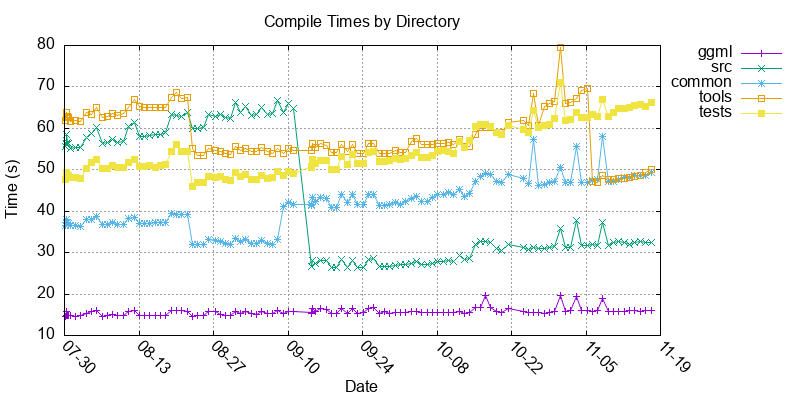 Compile Times by Directory
ggml
src
common
tools
tests
80
70
60
50
40
30
20
10
Time (s)
07-30
08-13
08-27
09-10
09-24
10-08
10-22
11-05
11-19
Date